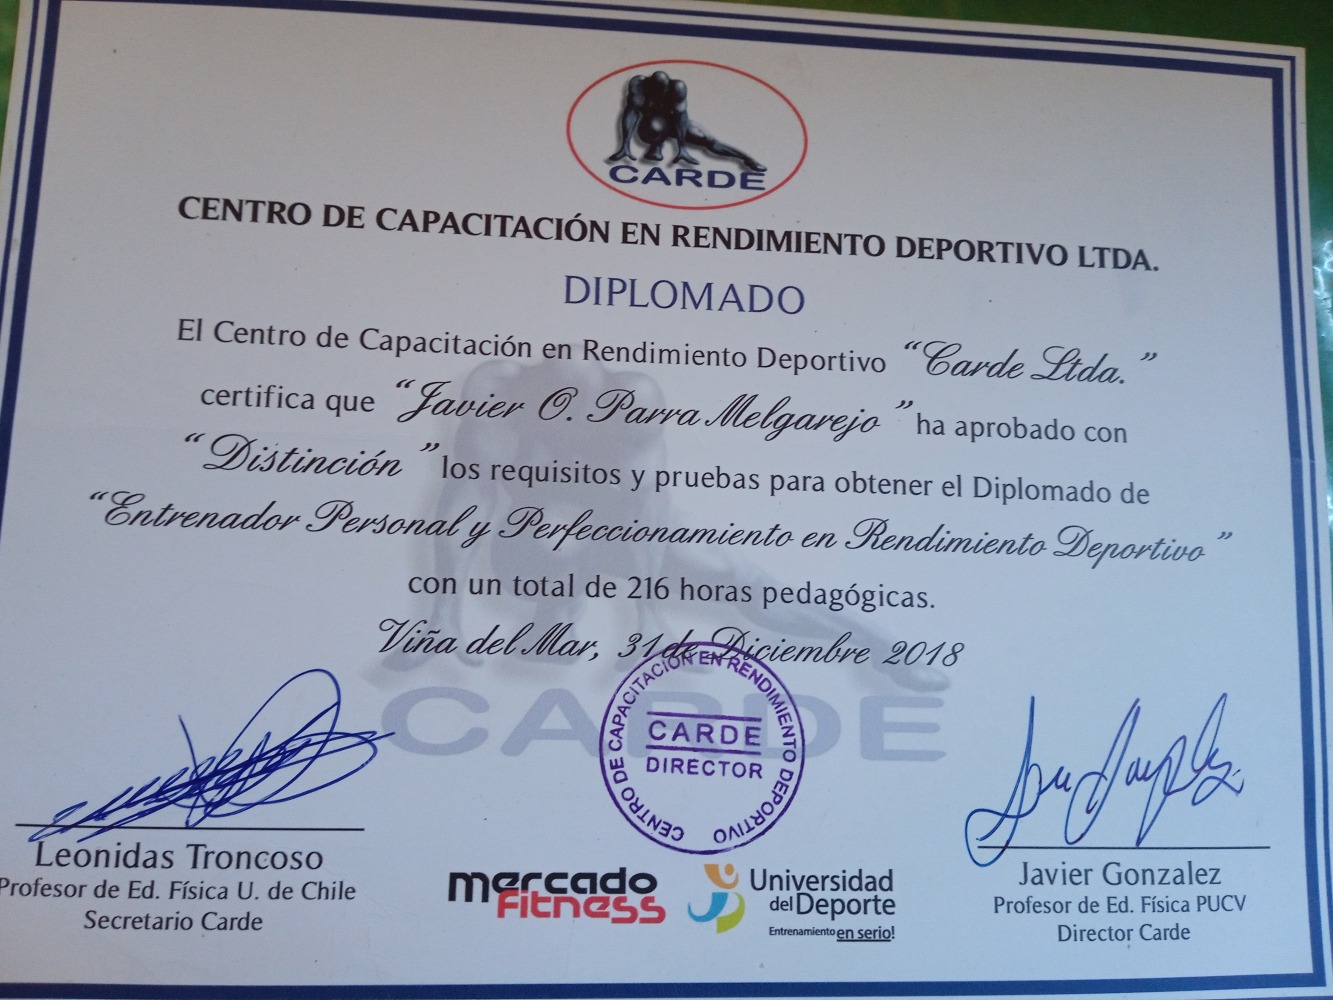 CARDE
CENTRO DE CAPACITACIÓN EN RENDIMIENTO DEPORTIVO LTDA.
DIPLOMADO
El Centro de Capacitación en Rendimiento Deportivo “Carde Ltda.”
certifica que “Javier O. Parra Melgarejo” ha aprobado con
“Distinción” los requisitos y pruebas para obtener el Diplomado de
“Entrenador Personal y Perfeccionamiento en Rendimiento Deportivo”
con un total de 216 horas pedagógicas.
Viña del Mar, 31 de Diciembre 2018
CARDE
CENTRO DE CAPACITACIÓN EN RENDIMIENTO DEPORTIVO
CARDE
DIRECTOR
Leonidas Troncoso
Profesor de Ed. Física U. de Chile
Secretario Carde
mercado
Fitness
Universidad
del Deporte
Entrenamiento en serio!
Javier Gonzalez
Profesor de Ed. Física PUCV
Director Carde